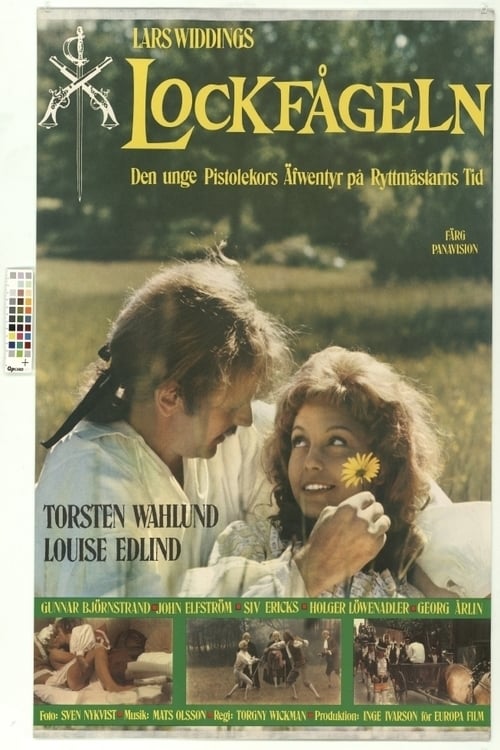 LARS WIDDINGS
LOCKFÅGELN
Den unge Pistolekors Äfwentyr på Ryttmästarns Tid
FÄRG
PANAVISION
TORSTEN WAHLUND
LOUISE EDLIND
GUNNAR BJÖRNSTRAND JOHN ELFSTRÖM SIV ERICKS HOLGER LÖWENADLER GEORG ÅRLIN
Foto: SVEN NYKVIST Musik: MATS OLSSON Regi: TORGNY WICKMAN Produktion: INGE IVARSON för EUROPA FILM